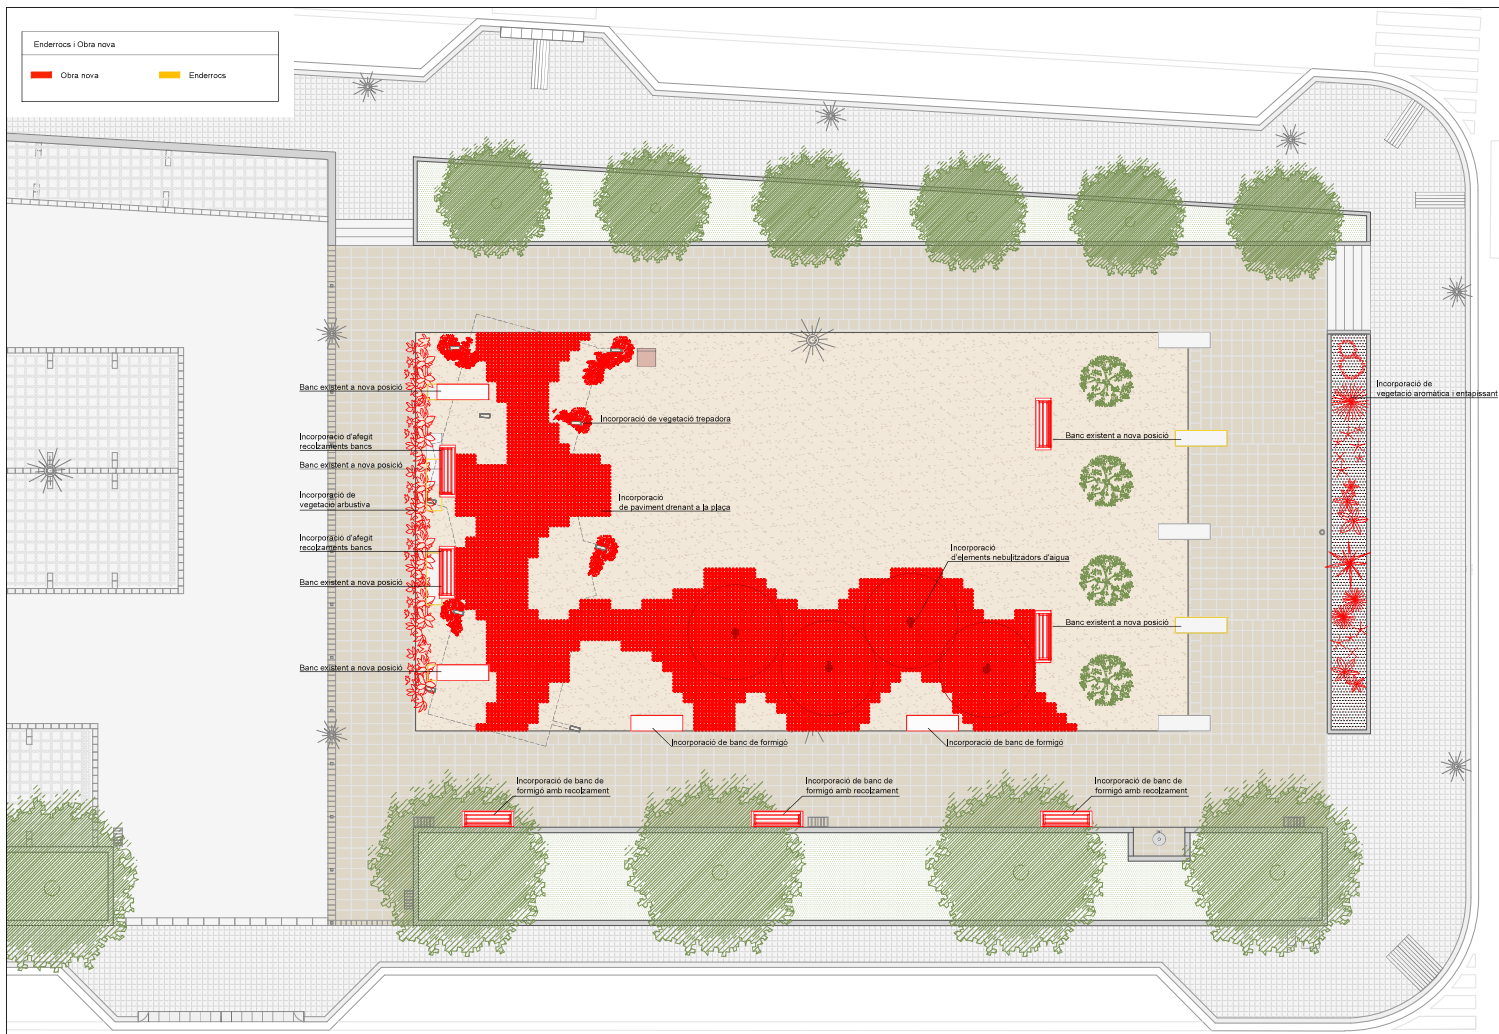 Enderrocs i Obra nova
Obra nova
Enderrocs
Banc existent a nova posició
Incorporació d'afegit
recolzaments bancs
Banc existent a nova posició
Incorporació de
vegetació arbustiva
Incorporació d'afegit
recolzaments bancs
Banc existent a nova posició
Banc existent a nova posició
Incorporació de vegetació trepadora
Incorporació
de paviment drenant a la plaça
Incorporació
d'elements nebulitzadors d'aigua
Banc existent a nova posició
Banc existent a nova posició
Incorporació de
vegetació aromàtica i entapissant
Incorporació de banc de formigó
Incorporació de banc de formigó
Incorporació de banc de
formigó amb recolzament
Incorporació de banc de
formigó amb recolzament
Incorporació de banc de
formigó amb recolzament